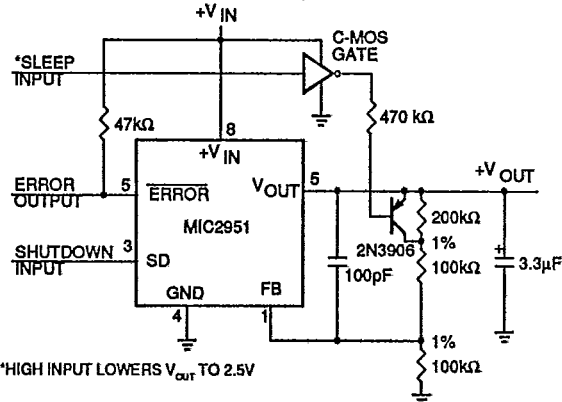 +V IN
C-MOS
GATE
*SLEEP
INPUT
47kΩ
470 kΩ
8
+V IN
ERROR
OUTPUT
5
ERROR
V OUT
5
+V OUT
MIC2951
200kΩ
SHUTDOWN
INPUT
3
SD
2N3906
1%
100pF
100kΩ
+
3.3µF
GND
FB
4
1
1%
100kΩ
*HIGH INPUT LOWERS VOUT TO 2.5V